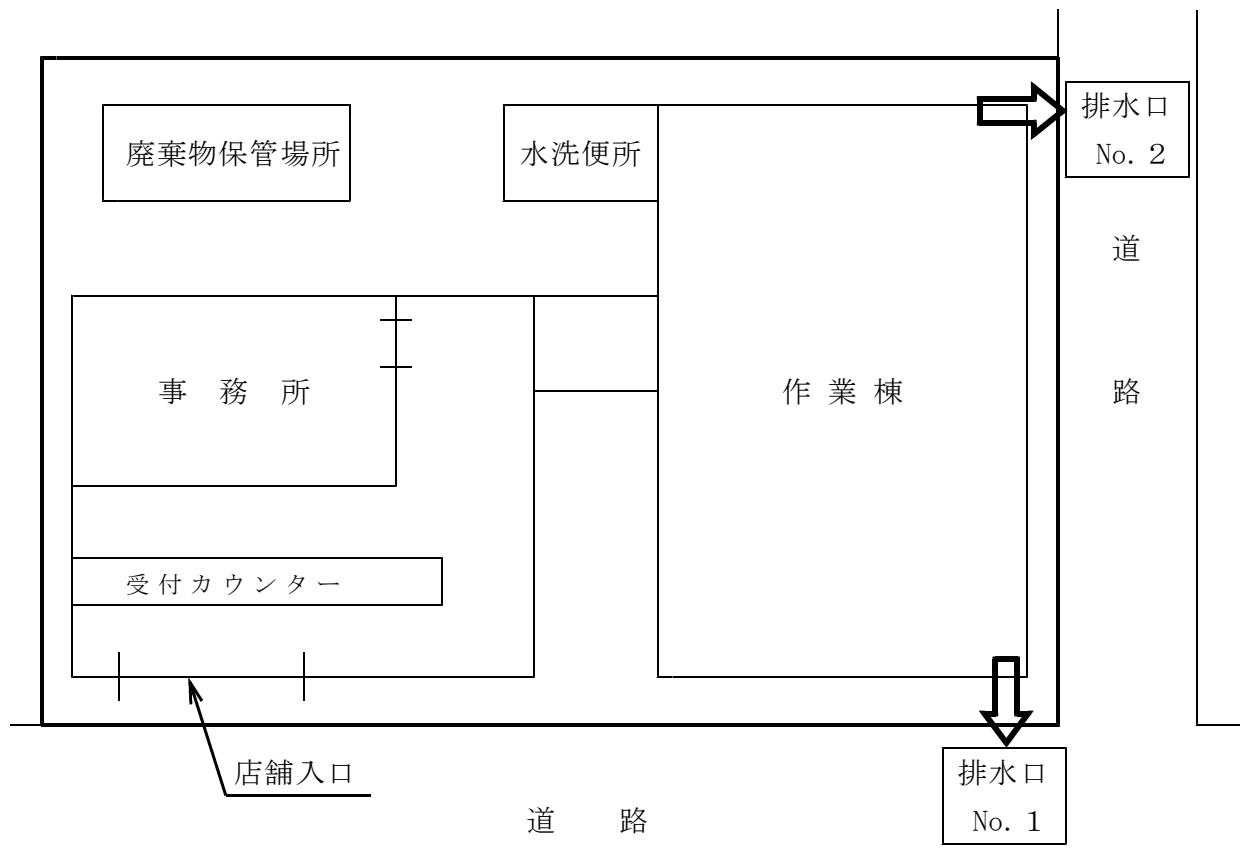 排水口
No. 2
廃棄物保管場所
水洗便所
道
事 務 所
作 業 棟
路
受付カウンター
店舗入口
排水口
No. 1
道 路